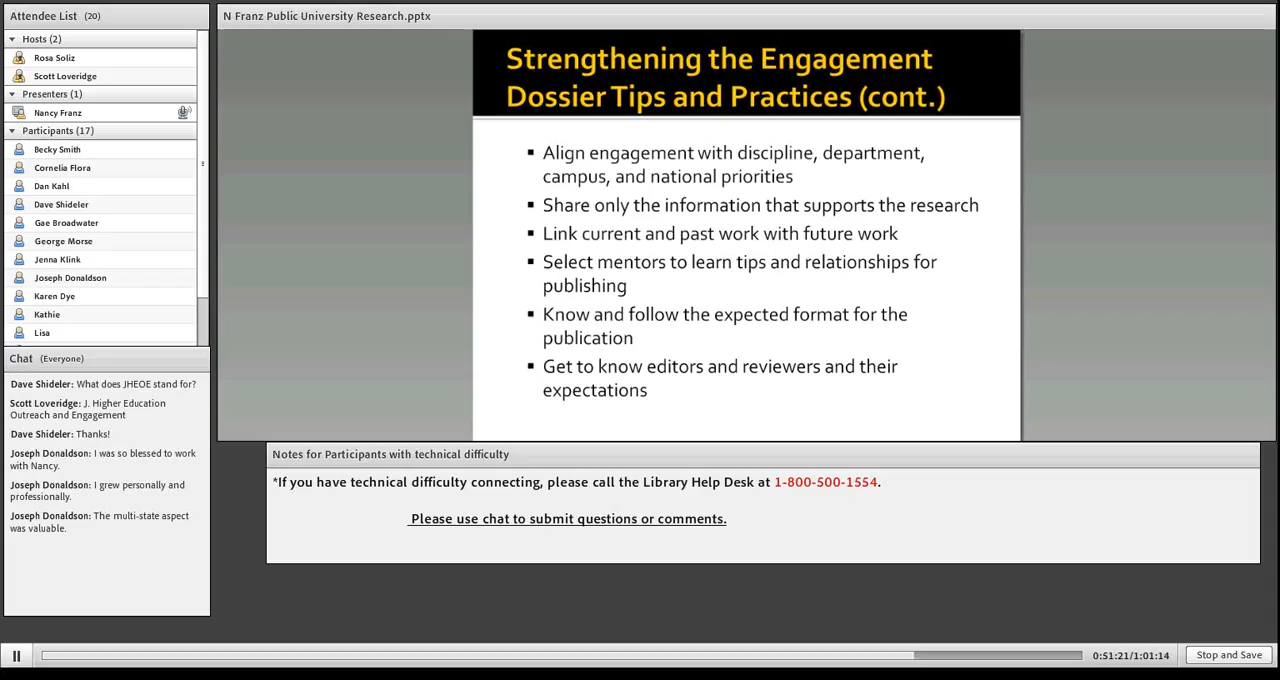 Attendee List (20)
Hosts (2)
Rosa Soliz
Scott Loveridge
Presenters (1)
Nancy Franz
Participants (17)
Becky Smith
Cornelia Flora
Dan Kahl
Dave Shideler
Gae Broadwater
George Morse
Jenna Klink
Joseph Donaldson
Karen Dye
Kathie
Lisa
Chat (Everyone)
Dave Shideler: What does JHEOE stand for?
Scott Loveridge: J. Higher Education
Outreach and Engagement
Dave Shideler: Thanks!
Joseph Donaldson: I was so blessed to work
with Nancy.
Joseph Donaldson: I grew personally and
professionally.
Joseph Donaldson: The multi-state aspect
was valuable.
N Franz Public University Research.pptx
Strengthening the Engagement
Dossier Tips and Practices (cont.)
▪ Align engagement with discipline, department,
campus, and national priorities
▪ Share only the information that supports the research
▪ Link current and past work with future work
▪ Select mentors to learn tips and relationships for
publishing
▪ Know and follow the expected format for the
publication
▪ Get to know editors and reviewers and their
expectations
Notes for Participants with technical difficulty
*If you have technical difficulty connecting, please call the Library Help Desk at 1-800-500-1554.
Please use chat to submit questions or comments.
0:51:21/1:01:14
Stop and Save